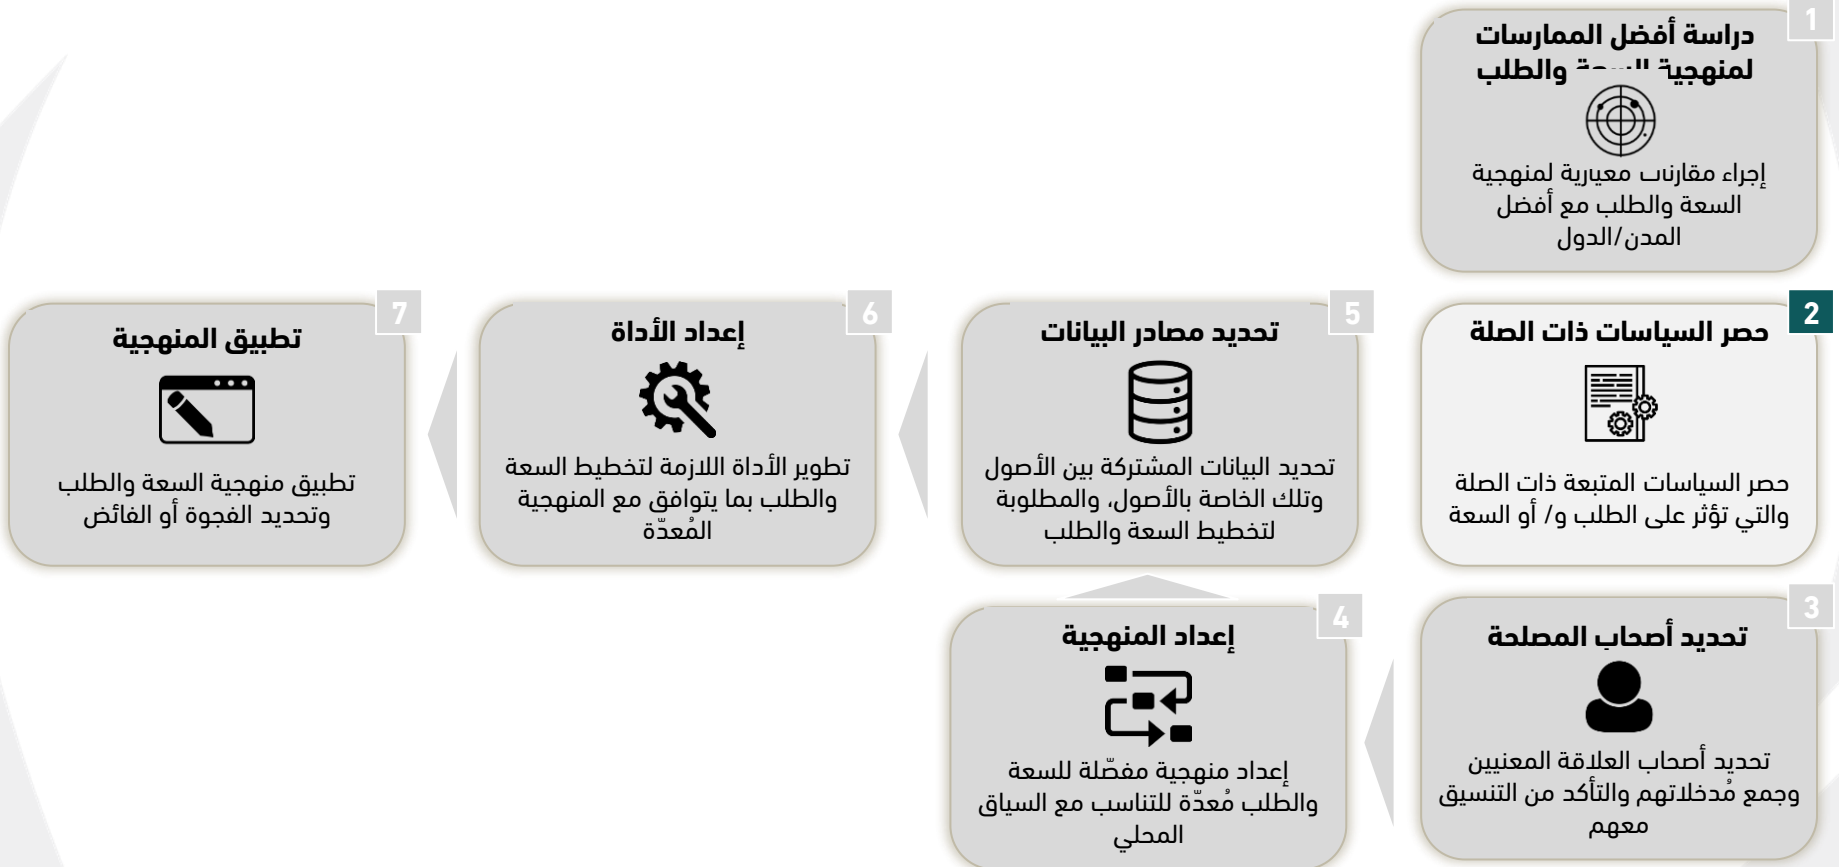 1
دراسة أفضل الممارسات
لمنهجية السعة والطلب
إجراء مقارنات معيارية لمنهجية
السعة والطلب مع أفضل
المدن/الدول
2
حصر السياسات ذات الصلة
حصر السياسات المتبعة ذات الصلة
والتي تؤثر على الطلب و/ أو السعة
3
تحديد أصحاب المصلحة
تحديد أصحاب العلاقة المعنيين
وجمع مُدخلاتهم والتأكد من التنسيق
معهم
4
إعداد المنهجية
إعداد منهجية مفصّلة للسعة
والطلب مُعدّة للتناسب مع السياق
المحلي
5
تحديد مصادر البيانات
تحديد البيانات المشتركة بين الأصول
وتلك الخاصة بالأصول، والمطلوبة
لتخطيط السعة والطلب
6
إعداد الأداة
تطوير الأداة اللازمة لتخطيط السعة
والطلب بما يتوافق مع المنهجية
المُعدّة
7
تطبيق المنهجية
تطبيق منهجية السعة والطلب
وتحديد الفجوة أو الفائض